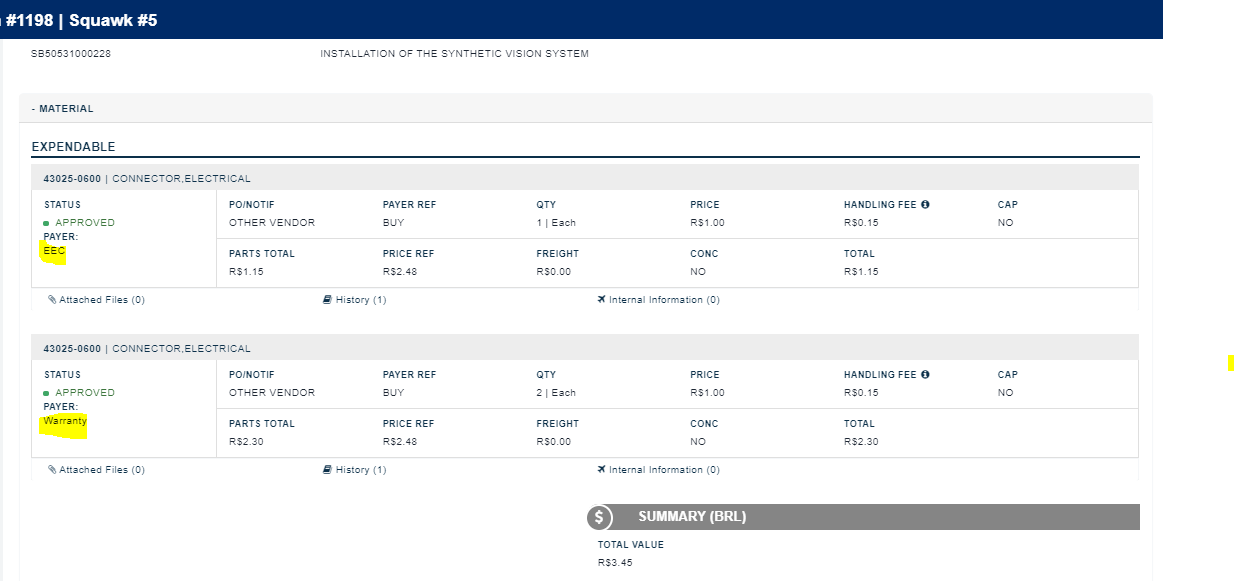 #1198 | Squawk #5
SB50531000228 INSTALLATION OF THE SYNTHETIC VISION SYSTEM
- MATERIAL
EXPENDABLE
43025-0600 | CONNECTOR,ELECTRICAL
STATUS PO/NOTIF PAYER REF QTY PRICE HANDLING FEE CAP
APPROVED OTHER VENDOR BUY 1 | Each R$1.00 R$0.15 NO
PAYER:
EEC PARTS TOTAL PRICE REF FREIGHT CONC TOTAL
R$1.15 R$2.48 R$0.00 NO R$1.15
Attached Files (0) History (1) Internal Information (0)
43025-0600 | CONNECTOR,ELECTRICAL
STATUS PO/NOTIF PAYER REF QTY PRICE HANDLING FEE CAP
APPROVED OTHER VENDOR BUY 2 | Each R$1.00 R$0.15 NO
PAYER:
Warranty PARTS TOTAL PRICE REF FREIGHT CONC TOTAL
R$2.30 R$2.48 R$0.00 NO R$2.30
Attached Files (0) History (1) Internal Information (0)
$ SUMMARY (BRL)
TOTAL VALUE
R$3.45